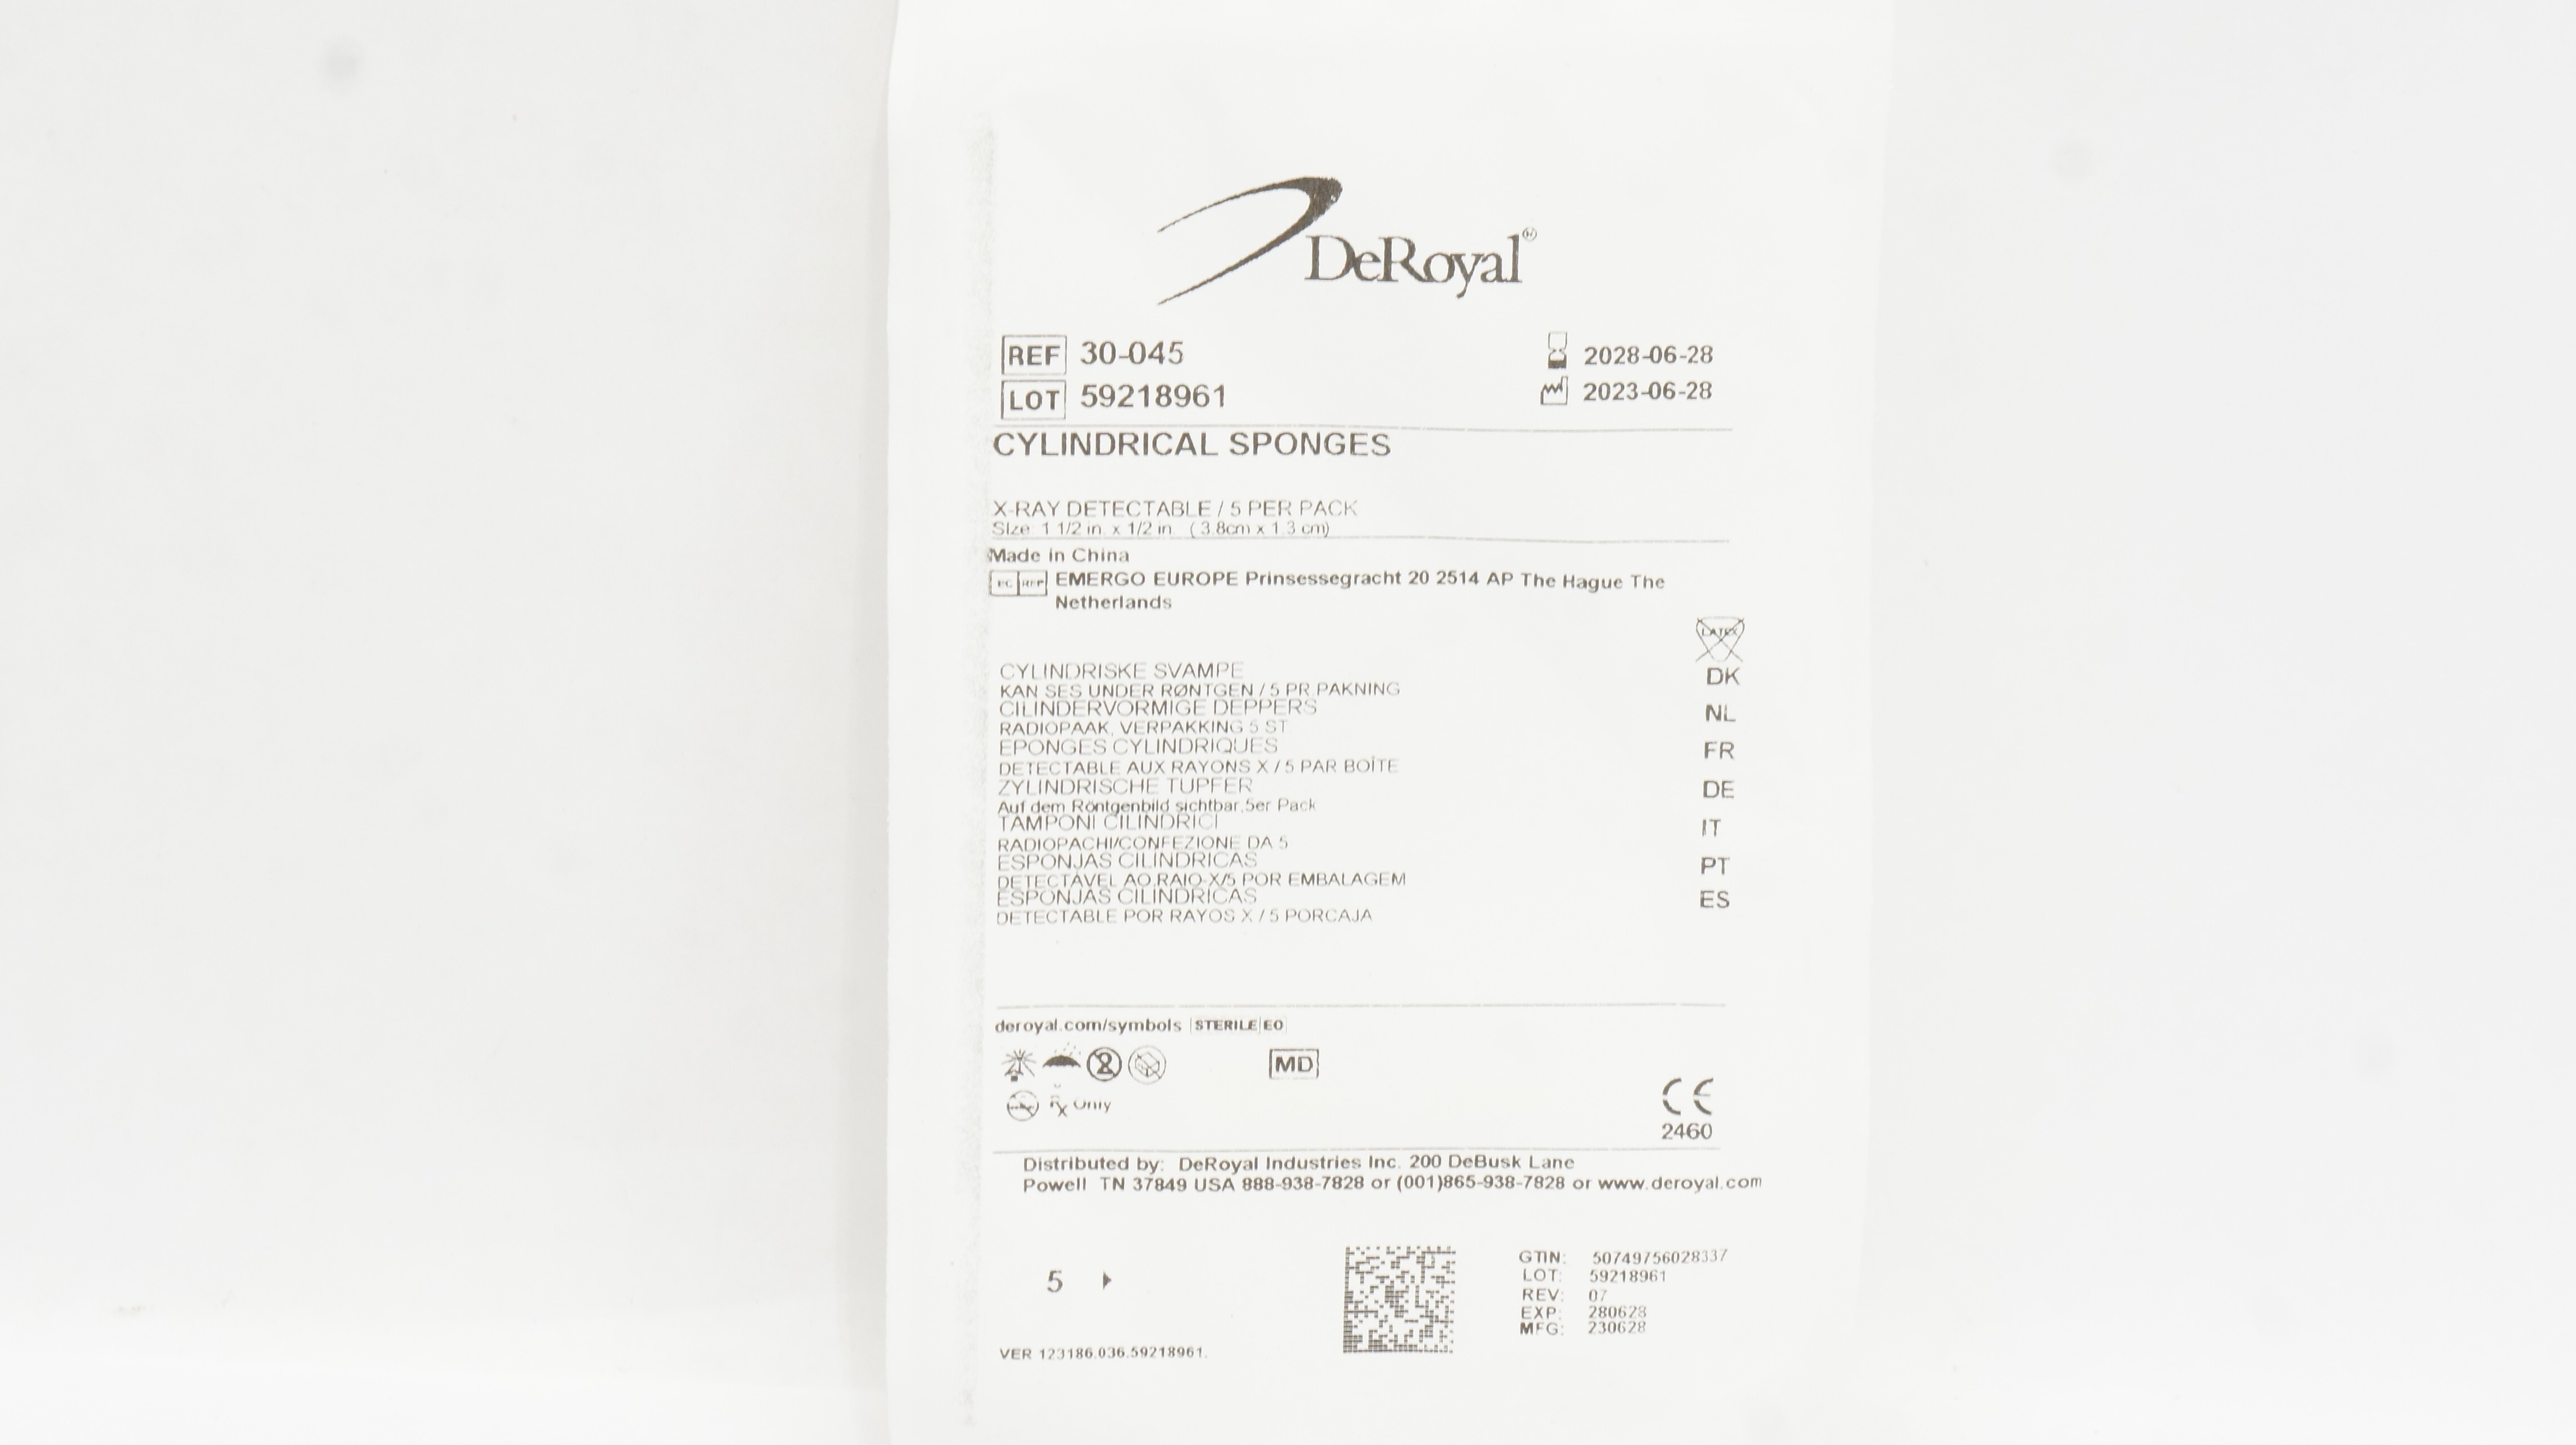 DeRoyal®
REF 30-045
2028-06-28
LOT 59218961
2023-06-28
CYLINDRICAL SPONGES
X-RAY DETECTABLE / 5 PER PACK
Size 1 1/2 in. x 1/2 in. (3.8cm x 1.3 cm)
Made in China
EC REP EMERGO EUROPE Prinsessegracht 20 2514 AP The Hague The
Netherlands
LATEX
CYLINDRISKE SVAMPE
DK
KAN SES UNDER RØNTGEN / 5 PR PAKNING
CILINDERVORMIGE DEPPERS
NL
RADIOPAAK, VERPAKKING 5 ST
EPONGES CYLINDRIQUES
FR
DETECTABLE AUX RAYONS X / 5 PAR BOÎTE
ZYLINDRISCHE TUPFER
DE
Auf dem Röntgenbild sichtbar,5er Pack
TAMPONI CILINDRICI
IT
RADIOPACHI/CONFEZIONE DA 5
ESPONJAS CILINDRICAS
PT
DETECTÁVEL AO RAIO-X/5 POR EMBALAGEM
ESPONJAS CILINDRICAS
ES
DETECTABLE POR RAYOS X / 5 PORCAJA
deroyal.com/symbols STERILE EO
MD
Rx Only
CE
2460
Distributed by: DeRoyal Industries Inc. 200 DeBusk Lane
Powell TN 37849 USA 888-938-7828 or (001)865-938-7828 or www.deroyal.com
5
GTIN: 50749756028337
LOT: 59218961
REV: 07
EXP: 280628
MFG: 230628
VER 123186.036.59218961.